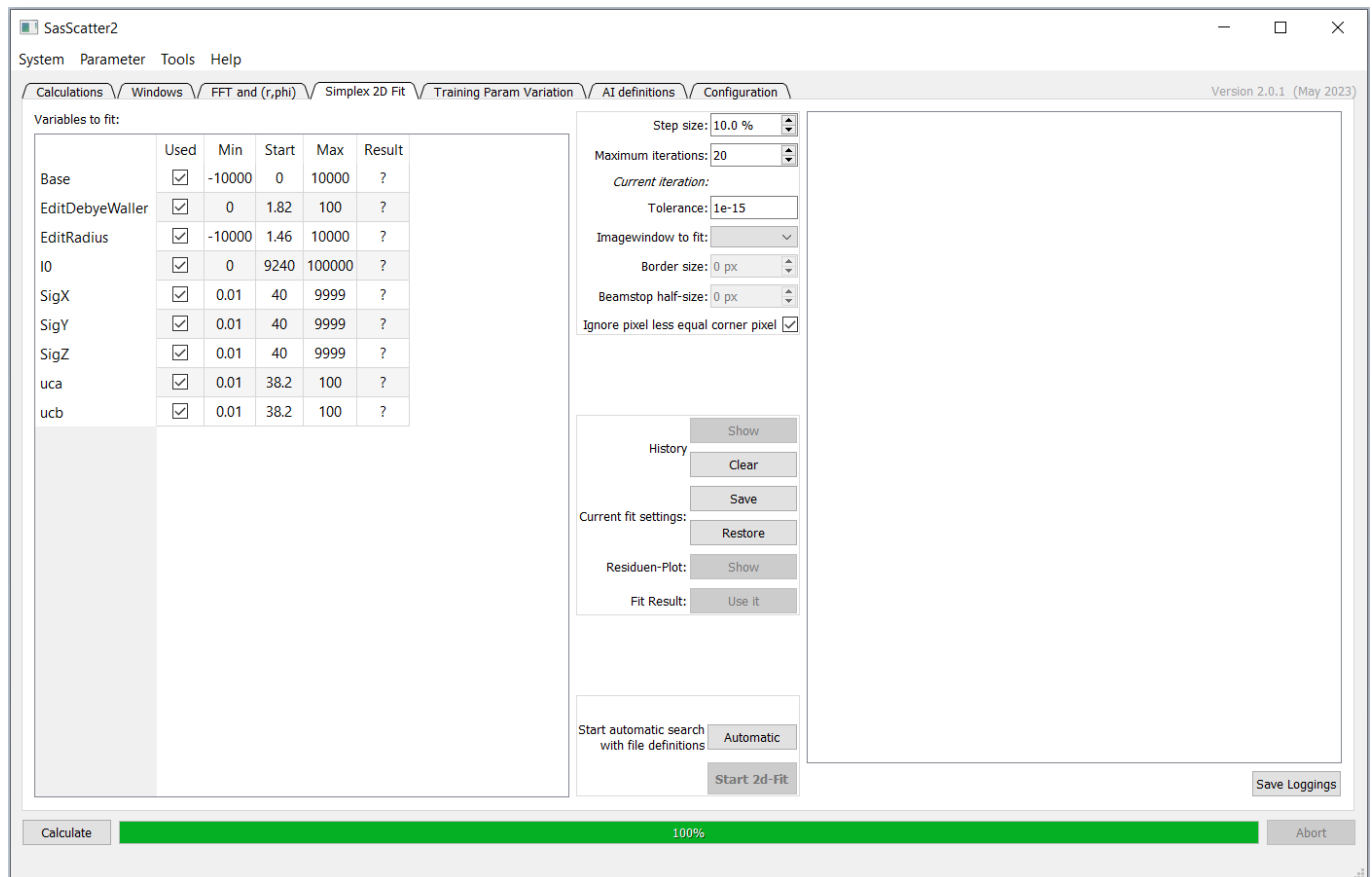 SasScatter2
System Parameter Tools Help
Calculations Windows FFT and (r,phi) Simplex 2D Fit Training Param Variation AI definitions Configuration Version 2.0.1 (May 2023)
Variables to fit:
Used Min Start Max Result
Base -10000 0 10000 ?
EditDebyeWaller 0 1.82 100 ?
EditRadius -10000 1.46 10000 ?
I0 0 9240 100000 ?
SigX 0.01 40 9999 ?
SigY 0.01 40 9999 ?
SigZ 0.01 40 9999 ?
uca 0.01 38.2 100 ?
ucb 0.01 38.2 100 ?
Step size: 10.0 %
Maximum iterations: 20
Current iteration:
Tolerance: 1e-15
Imagewindow to fit:
Border size: 0 px
Beamstop half-size: 0 px
Ignore pixel less equal corner pixel
History
Show
Clear
Current fit settings:
Save
Restore
Residuen-Plot: Show
Fit Result: Use it
Start automatic search
with file definitions
Automatic
Start 2d-Fit
Save Loggings
Calculate 100% Abort